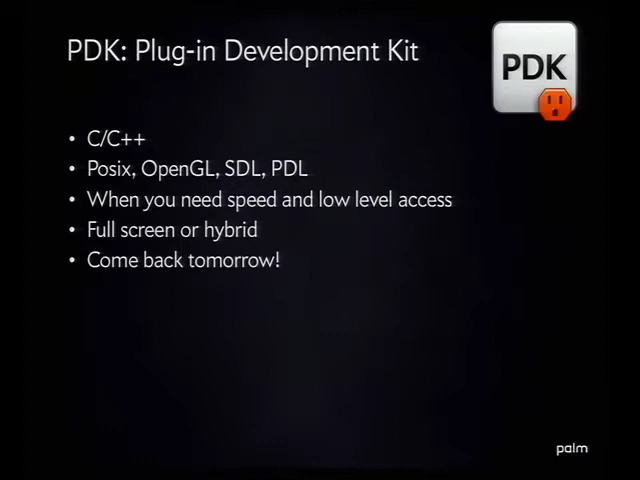 PDK: Plug-in Development Kit
PDK
• C/C++
• Posix, OpenGL, SDL, PDL
• When you need speed and low level access
• Full screen or hybrid
• Come back tomorrow!
palm